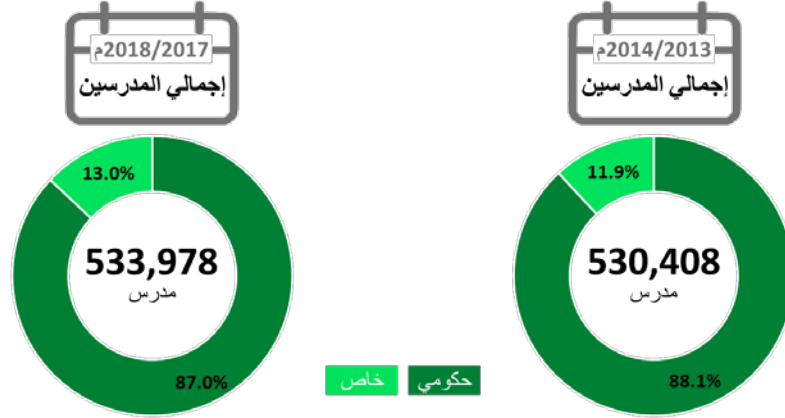 2014/2013م
إجمالي المدرسين
11.9%
530,408
مدرس
88.1%
2018/2017م
إجمالي المدرسين
13.0%
533,978
مدرس
87.0%
حكومي
خاص